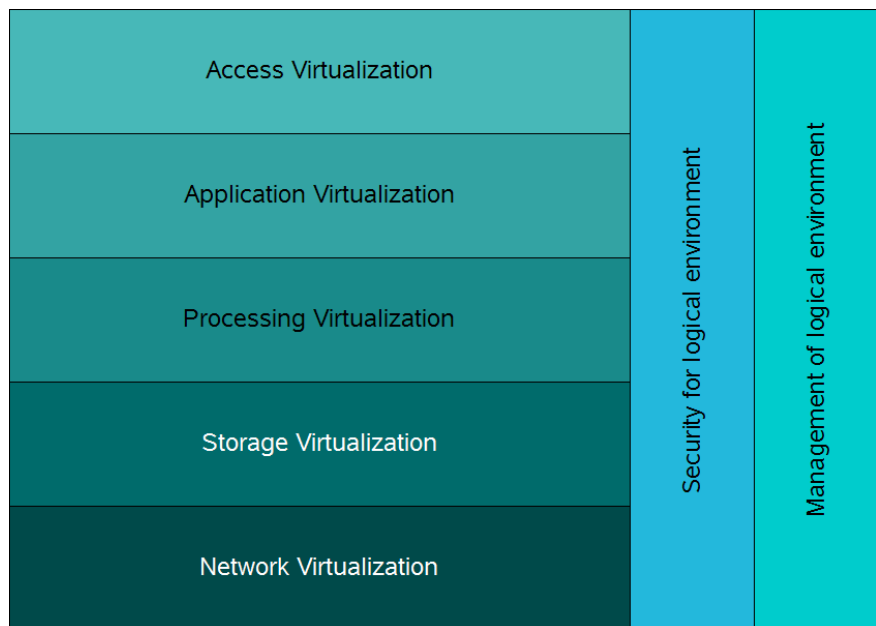 Access Virtualization
Application Virtualization
Processing Virtualization
Storage Virtualization
Network Virtualization
Security for logical environment
Management of logical environment